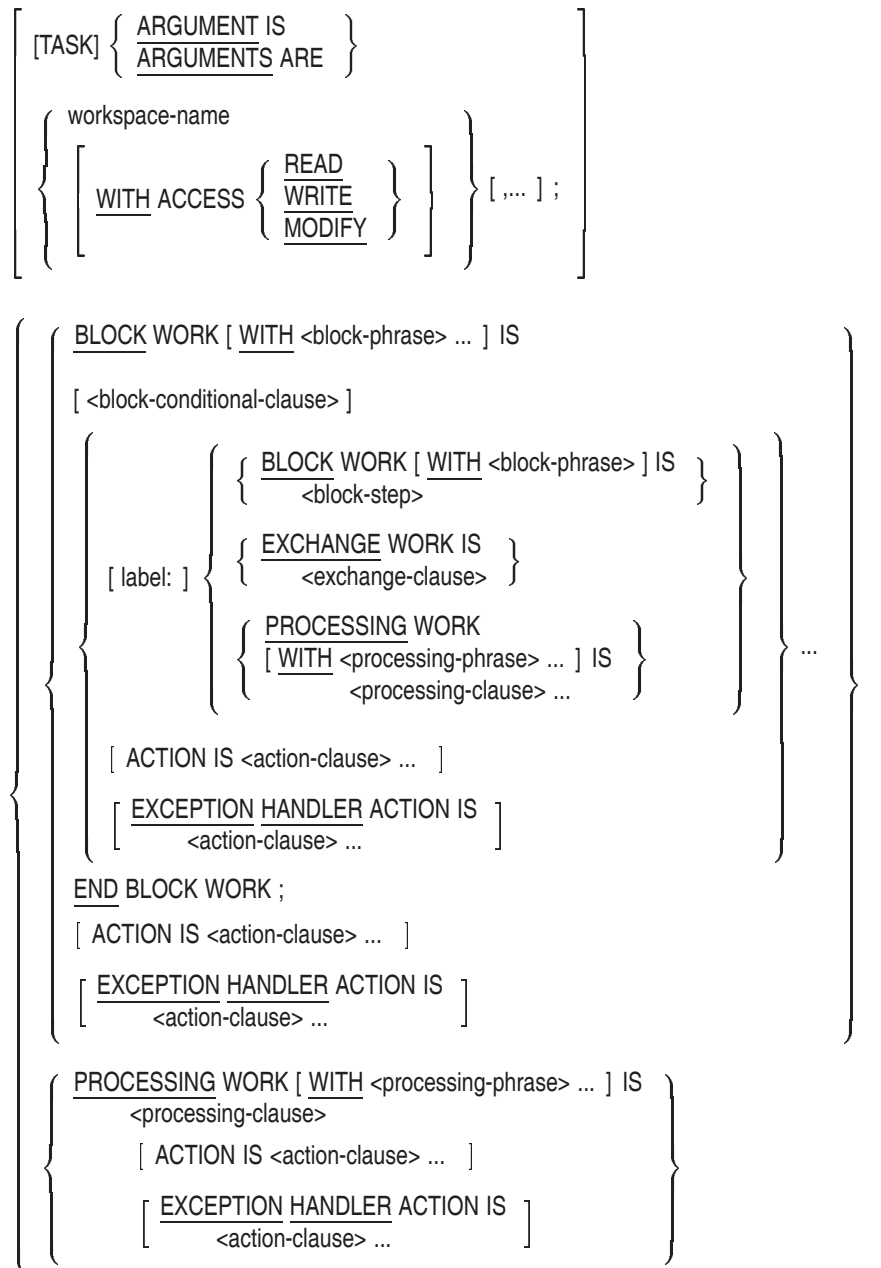 [TASK] { ARGUMENT IS
ARGUMENTS ARE }
workspace-name
[ WITH ACCESS { READ
WRITE
MODIFY } ] } [ ,... ] ;
BLOCK WORK [ WITH <block-phrase> ... ] IS
[ <block-conditional-clause> ]
[ label: ]
BLOCK WORK [ WITH <block-phrase> ] IS
<block-step>
EXCHANGE WORK IS
<exchange-clause>
PROCESSING WORK
[ WITH <processing-phrase> ... ] IS
<processing-clause> ...
...
[ ACTION IS <action-clause> ... ]
[ EXCEPTION HANDLER ACTION IS
<action-clause> ... ]
END BLOCK WORK ;
[ ACTION IS <action-clause> ... ]
[ EXCEPTION HANDLER ACTION IS
<action-clause> ... ]
PROCESSING WORK [ WITH <processing-phrase> ... ] IS
<processing-clause>
[ ACTION IS <action-clause> ... ]
[ EXCEPTION HANDLER ACTION IS
<action-clause> ... ]